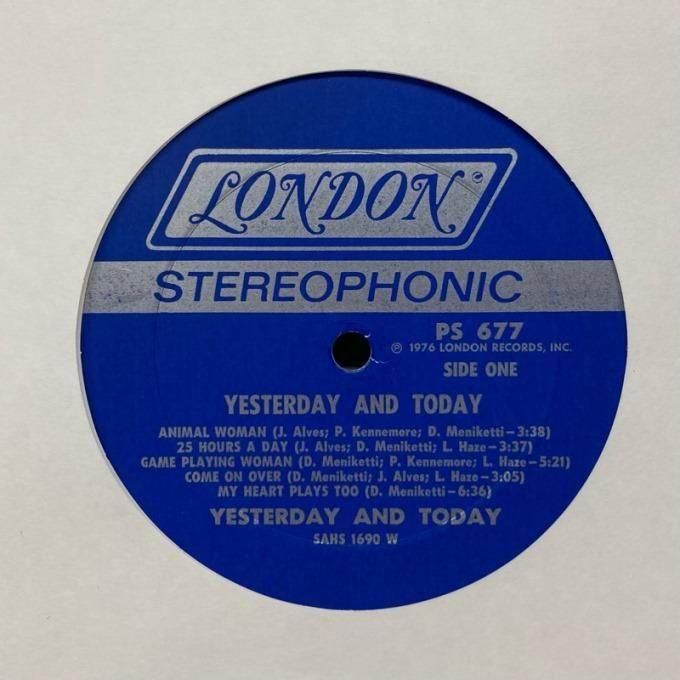 LONDON
STEREOPHONIC
PS 677
℗ 1976 LONDON RECORDS, INC.
SIDE ONE
YESTERDAY AND TODAY
ANIMAL WOMAN (J. Alves; P. Kennemore; D. Meniketti—3:38)
25 HOURS A DAY (J. Alves; D. Meniketti; L. Haze—3:37)
GAME PLAYING WOMAN (D. Meniketti; P. Kennemore; L. Haze—5:21)
COME ON OVER (D. Meniketti; J. Alves; L. Haze—3:05)
MY HEART PLAYS TOO (D. Meniketti—6:36)
YESTERDAY AND TODAY
SAHS 1690 W